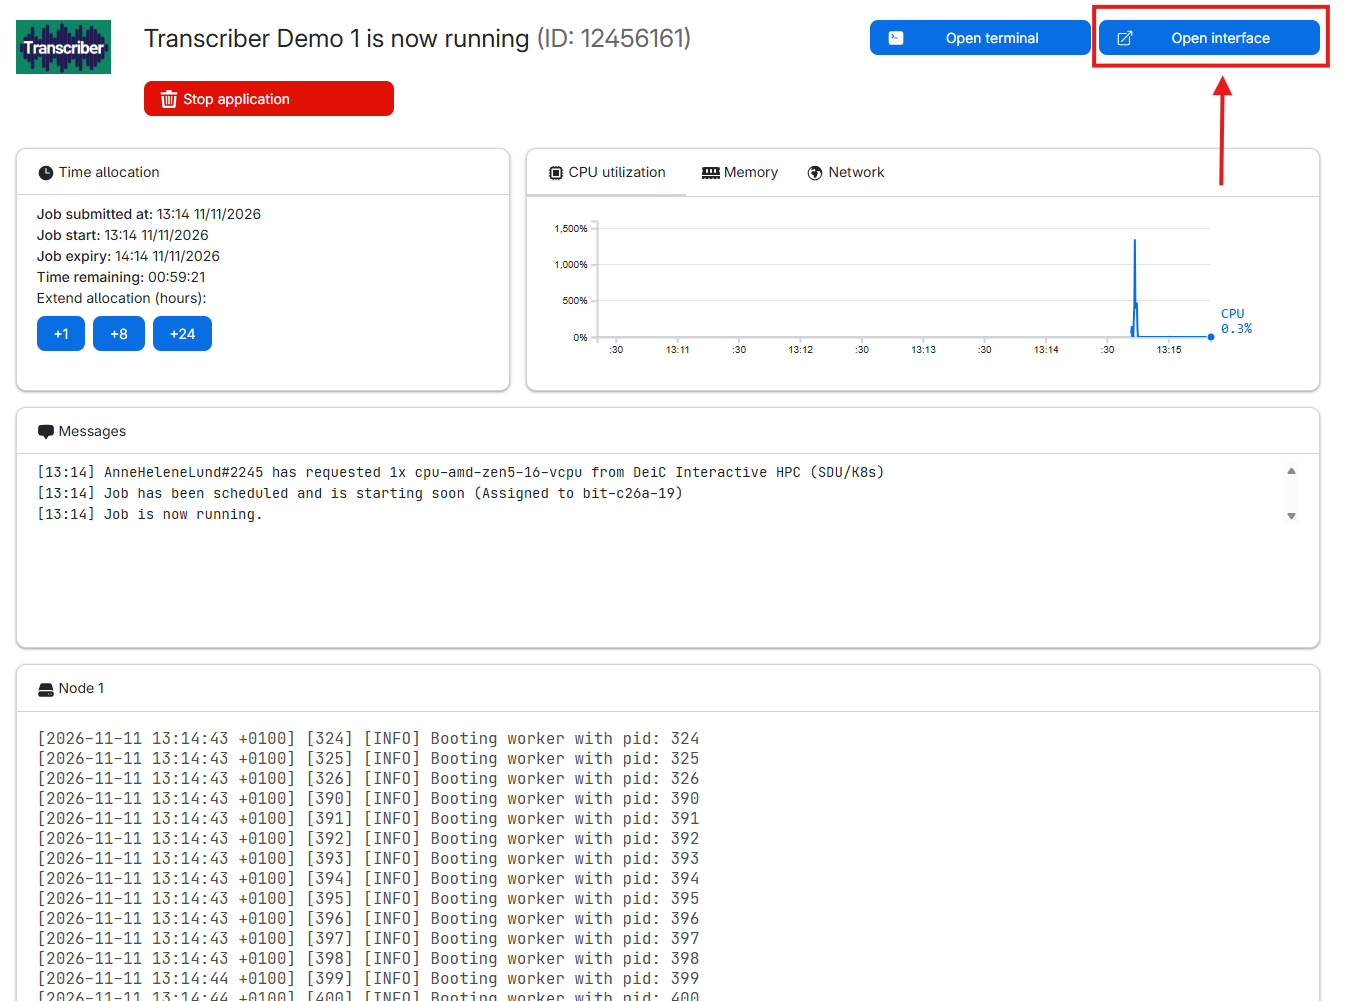 Transcriber
Transcriber Demo 1 is now running (ID: 12456161)
Open terminal
Open interface
Stop application
Time allocation
Job submitted at: 13:14 11/11/2026
Job start: 13:14 11/11/2026
Job expiry: 14:14 11/11/2026
Time remaining: 00:59:21
Extend allocation (hours):
+1 +8 +24
CPU utilization Memory Network
1,500%
1,000%
500%
0%
CPU
0.3%
:30 13:11 :30 13:12 :30 13:13 :30 13:14 :30 13:15
Messages
[13:14] AnneHeleneLund#2245 has requested 1x cpu-amd-zen5-16-vcpu from DeiC Interactive HPC (SDU/K8s)
[13:14] Job has been scheduled and is starting soon (Assigned to bit-c26a-19)
[13:14] Job is now running.
Node 1
[2026-11-11 13:14:43 +0100] [324] [INFO] Booting worker with pid: 324
[2026-11-11 13:14:43 +0100] [325] [INFO] Booting worker with pid: 325
[2026-11-11 13:14:43 +0100] [326] [INFO] Booting worker with pid: 326
[2026-11-11 13:14:43 +0100] [390] [INFO] Booting worker with pid: 390
[2026-11-11 13:14:43 +0100] [391] [INFO] Booting worker with pid: 391
[2026-11-11 13:14:43 +0100] [392] [INFO] Booting worker with pid: 392
[2026-11-11 13:14:43 +0100] [393] [INFO] Booting worker with pid: 393
[2026-11-11 13:14:43 +0100] [394] [INFO] Booting worker with pid: 394
[2026-11-11 13:14:43 +0100] [395] [INFO] Booting worker with pid: 395
[2026-11-11 13:14:43 +0100] [396] [INFO] Booting worker with pid: 396
[2026-11-11 13:14:43 +0100] [397] [INFO] Booting worker with pid: 397
[2026-11-11 13:14:43 +0100] [398] [INFO] Booting worker with pid: 398
[2026-11-11 13:14:44 +0100] [399] [INFO] Booting worker with pid: 399
[2026-11-11 13:14:44 +0100] [400] [INFO] Booting worker with pid: 400